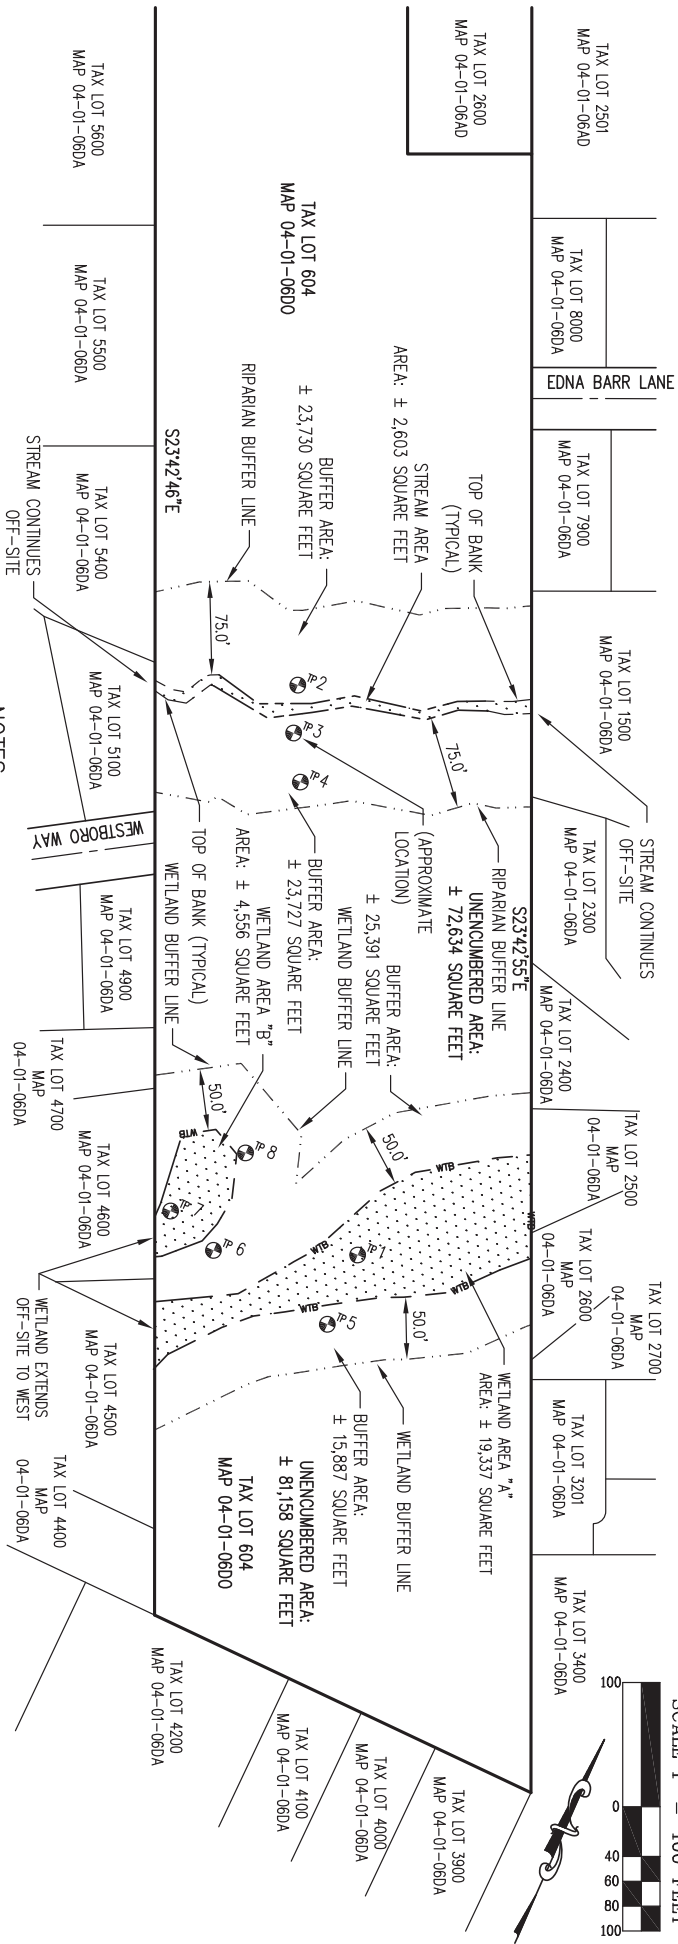 TAX LOT 2501
MAP 04-01-06AD
TAX LOT 2600
MAP 04-01-06AD
TAX LOT 5600
MAP 04-01-06DA
TAX LOT 604
MAP 04-01-06D0
TAX LOT 8000
MAP 04-01-06DA
EDNA BARR LANE
TAX LOT 5500
MAP 04-01-06DA
TAX LOT 7900
MAP 04-01-06DA
S23°42'46"E
TAX LOT 5400
MAP 04-01-06DA
STREAM CONTINUES
OFF-SITE
RIPARIAN BUFFER LINE
BUFFER AREA:
± 23,730 SQUARE FEET
STREAM AREA
AREA: ± 2,603 SQUARE FEET
TOP OF BANK
(TYPICAL)
75.0'
TAX LOT 1500
MAP 04-01-06DA
STREAM CONTINUES
OFF-SITE
TP 2
TP 3
TP 4
75.0'
TAX LOT 5100
MAP 04-01-06DA
NOTES
WESTBORO WAY
TOP OF BANK (TYPICAL)
(APPROXIMATE
LOCATION)
BUFFER AREA:
± 23,727 SQUARE FEET
RIPARIAN BUFFER LINE
S23°42'55"E
UNENCUMBERED AREA:
± 72,634 SQUARE FEET
TAX LOT 2300
MAP 04-01-06DA
TAX LOT 2400
MAP 04-01-06DA
TAX LOT 4900
MAP 04-01-06DA
WETLAND BUFFER LINE
WETLAND AREA "B"
AREA: ± 4,556 SQUARE FEET
WETLAND BUFFER LINE
BUFFER AREA:
± 25,391 SQUARE FEET
50.0'
50.0'
TAX LOT 4700
MAP
04-01-06DA
TAX LOT 4600
MAP 04-01-06DA
TAX LOT 2500
MAP
04-01-06DA
TAX LOT 2600
MAP
04-01-06DA
TAX LOT 2700
MAP
04-01-06DA
WTB
WTB
WTB
WTB
WTB
WTB
TP 8
TP 7
TP 6
TP 1
TP 5
50.0'
WETLAND EXTENDS
OFF-SITE TO WEST
TAX LOT 4500
MAP 04-01-06DA
TAX LOT 4400
MAP
04-01-06DA
WETLAND AREA "A"
AREA: ± 19,337 SQUARE FEET
WETLAND BUFFER LINE
BUFFER AREA:
± 15,887 SQUARE FEET
UNENCUMBERED AREA:
± 81,158 SQUARE FEET
TAX LOT 604
MAP 04-01-06D0
TAX LOT 3201
MAP 04-01-06DA
TAX LOT 3400
MAP 04-01-06DA
TAX LOT 4200
MAP 04-01-06DA
TAX LOT 4100
MAP 04-01-06DA
TAX LOT 4000
MAP 04-01-06DA
TAX LOT 3900
MAP 04-01-06DA
SCALE 1" = 100 FEET
100 0 40 60 80 100